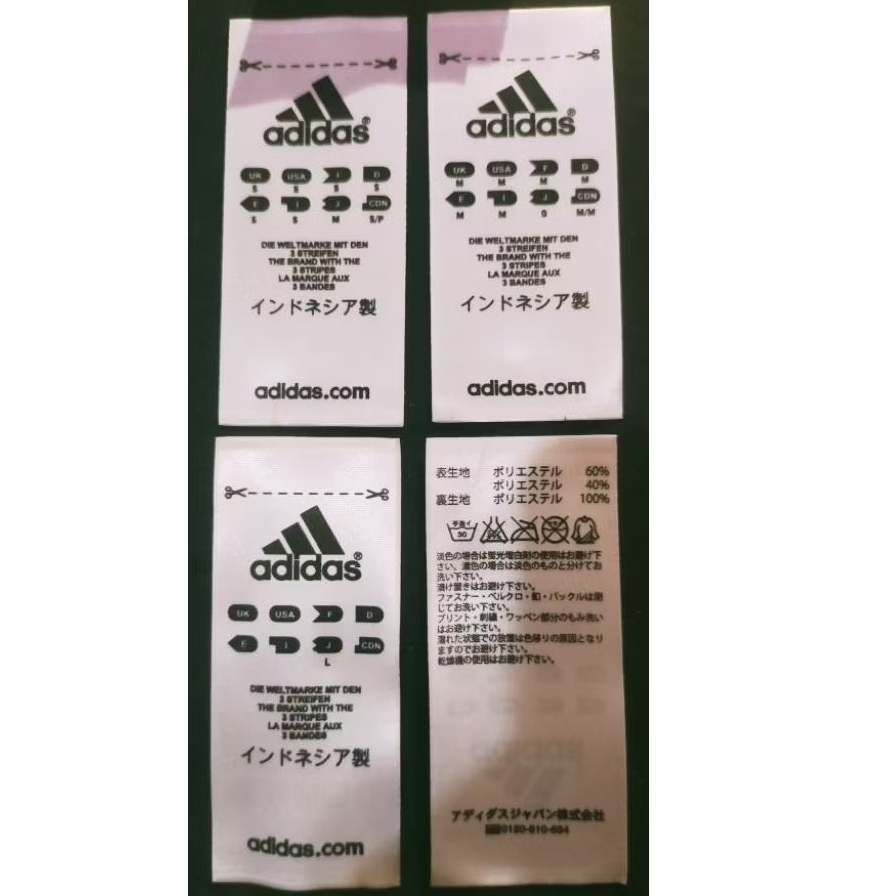 adidas®
UK USA F D
S S S S
E I J CDN
S S M S/P
DIE WELTMARKE MIT DEN
3 STREIFEN
THE BRAND WITH THE
3 STRIPES
LA MARQUE AUX
3 BANDES
インドネシア製
adidas.com
adidas®
UK USA F D
M M M M
E I J CDN
M M O M/M
DIE WELTMARKE MIT DEN
3 STREIFEN
THE BRAND WITH THE
3 STRIPES
LA MARQUE AUX
3 BANDES
インドネシア製
adidas.com
adidas®
UK USA F D
E I J CDN
L
DIE WELTMARKE MIT DEN
3 STREIFEN
THE BRAND WITH THE
3 STRIPES
LA MARQUE AUX
3 BANDES
インドネシア製
adidas.com
表生地 ポリエステル 60%
ポリエステル 40%
裏生地 ポリエステル 100%
手洗イ
30
淡色の場合は蛍光増白剤の使用はお避け下
さい。濃色の場合は淡色のものと分けてお
洗い下さい。
漬け置きはお避け下さい。
ファスナー・ベルクロ・釦・バックルは閉
じてお洗い下さい。
プリント・刺繍・ワッペン部分のもみ洗い
はお避け下さい。
濡れた状態での放置は色移りの原因となり
ますのでお避け下さい。
乾燥機の使用はお避け下さい。
アディダスジャパン株式会社
0120-810-654